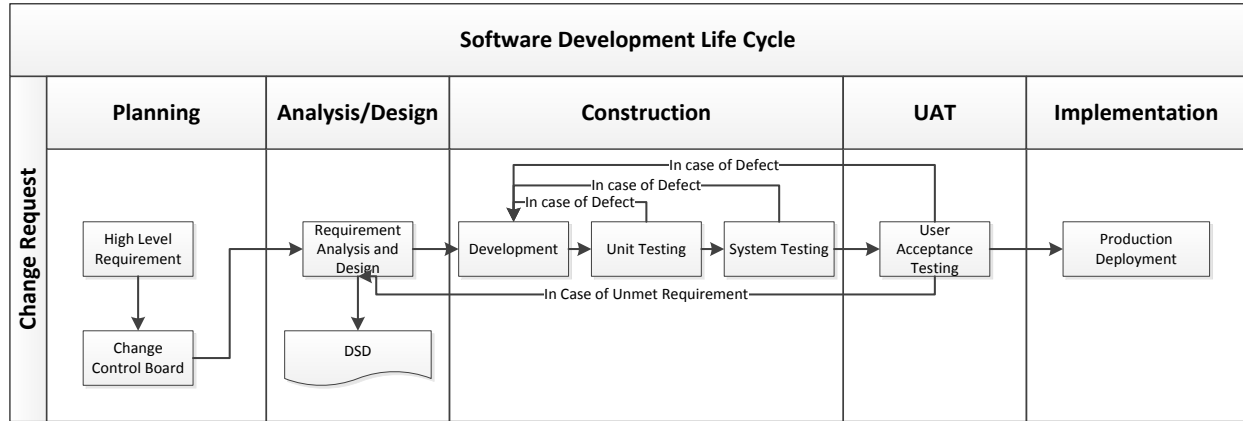 Software Development Life Cycle
Planning
Analysis/Design
Construction
UAT
Implementation
Change Request
In case of Defect
In case of Defect
In case of Defect
High Level
Requirement
Requirement
Analysis and
Design
Development
Unit Testing
System Testing
User
Acceptance
Testing
Production
Deployment
In Case of Unmet Requirement
Change
Control Board
DSD